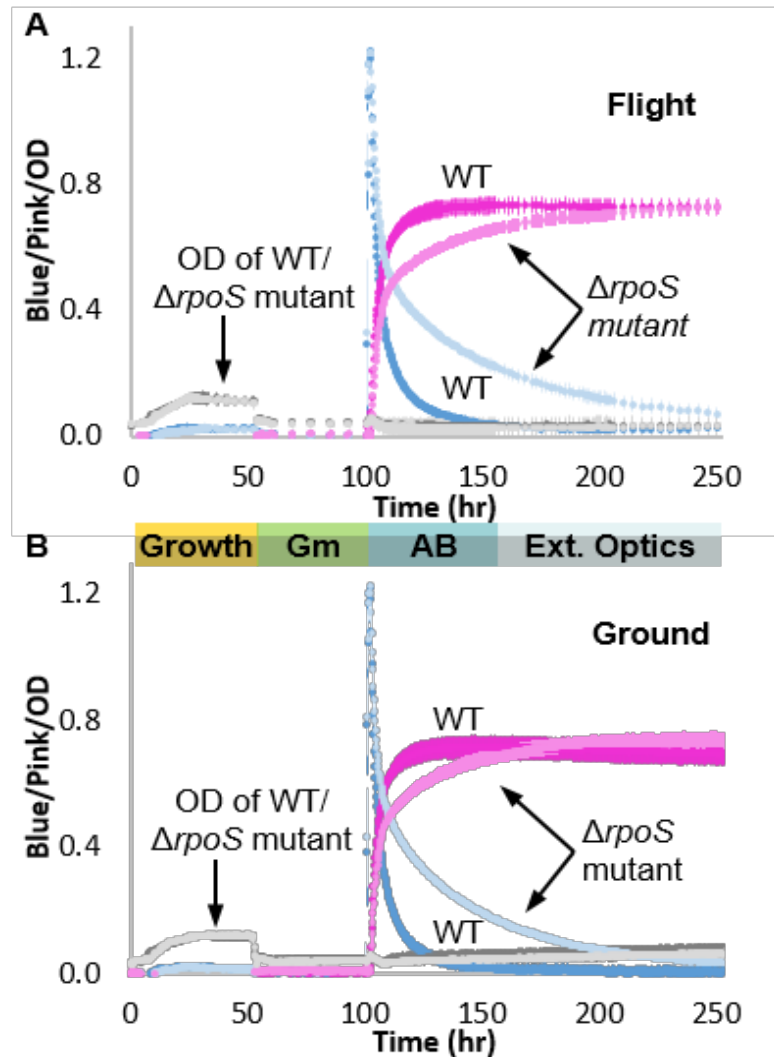 A
1.2
Flight
0.8
WT
OD of WT/
ΔrpoS mutant
0.4
ΔrpoS
mutant
WT
0.0
Blue/Pink/OD
0 50 100 150 200 250
Time (hr)
Growth Gm AB Ext. Optics
B
1.2
Ground
0.8
WT
OD of WT/
ΔrpoS mutant
0.4
ΔrpoS
mutant
WT
0.0
Blue/Pink/OD
0 50 100 150 200 250
Time (hr)